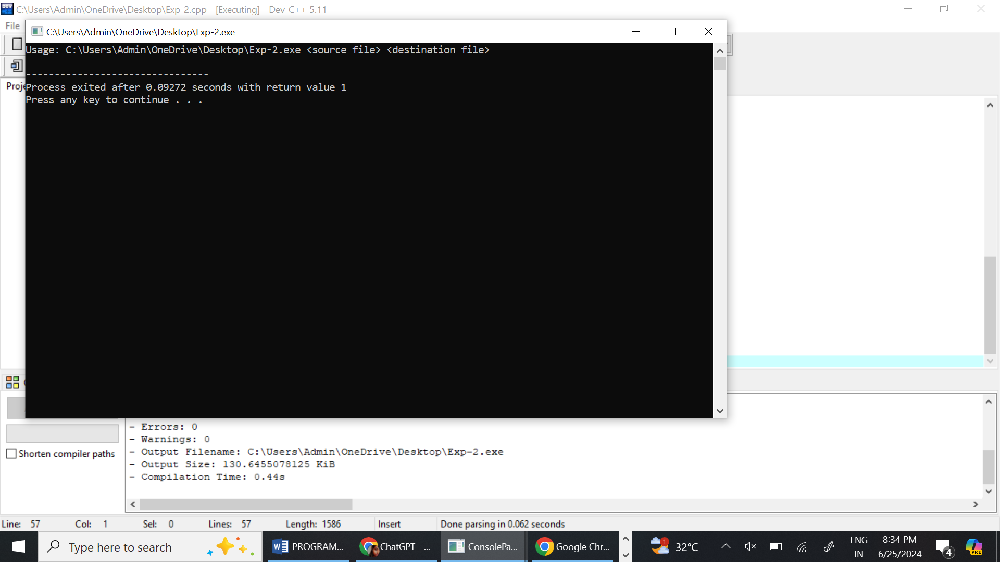 C:\Users\Admin\OneDrive\Desktop\Exp-2.cpp - [Executing] - Dev-C++ 5.11
File
C:\Users\Admin\OneDrive\Desktop\Exp-2.exe
Usage: C:\Users\Admin\OneDrive\Desktop\Exp-2.exe <source file> <destination file>
--------------------------------
Process exited after 0.09272 seconds with return value 1
Press any key to continue . . .
Proje
- Errors: 0
- Warnings: 0
- Output Filename: C:\Users\Admin\OneDrive\Desktop\Exp-2.exe
- Output Size: 130.6455078125 KiB
- Compilation Time: 0.44s
Shorten compiler paths
Line: 57 Col: 1 Sel: 0 Lines: 57 Length: 1586 Insert Done parsing in 0.062 seconds
Type here to search
PROGRAM...
ChatGPT - ...
ConsolePa...
Google Chr...
1
32°C
ENG
IN
8:34 PM
6/25/2024
4
PRE